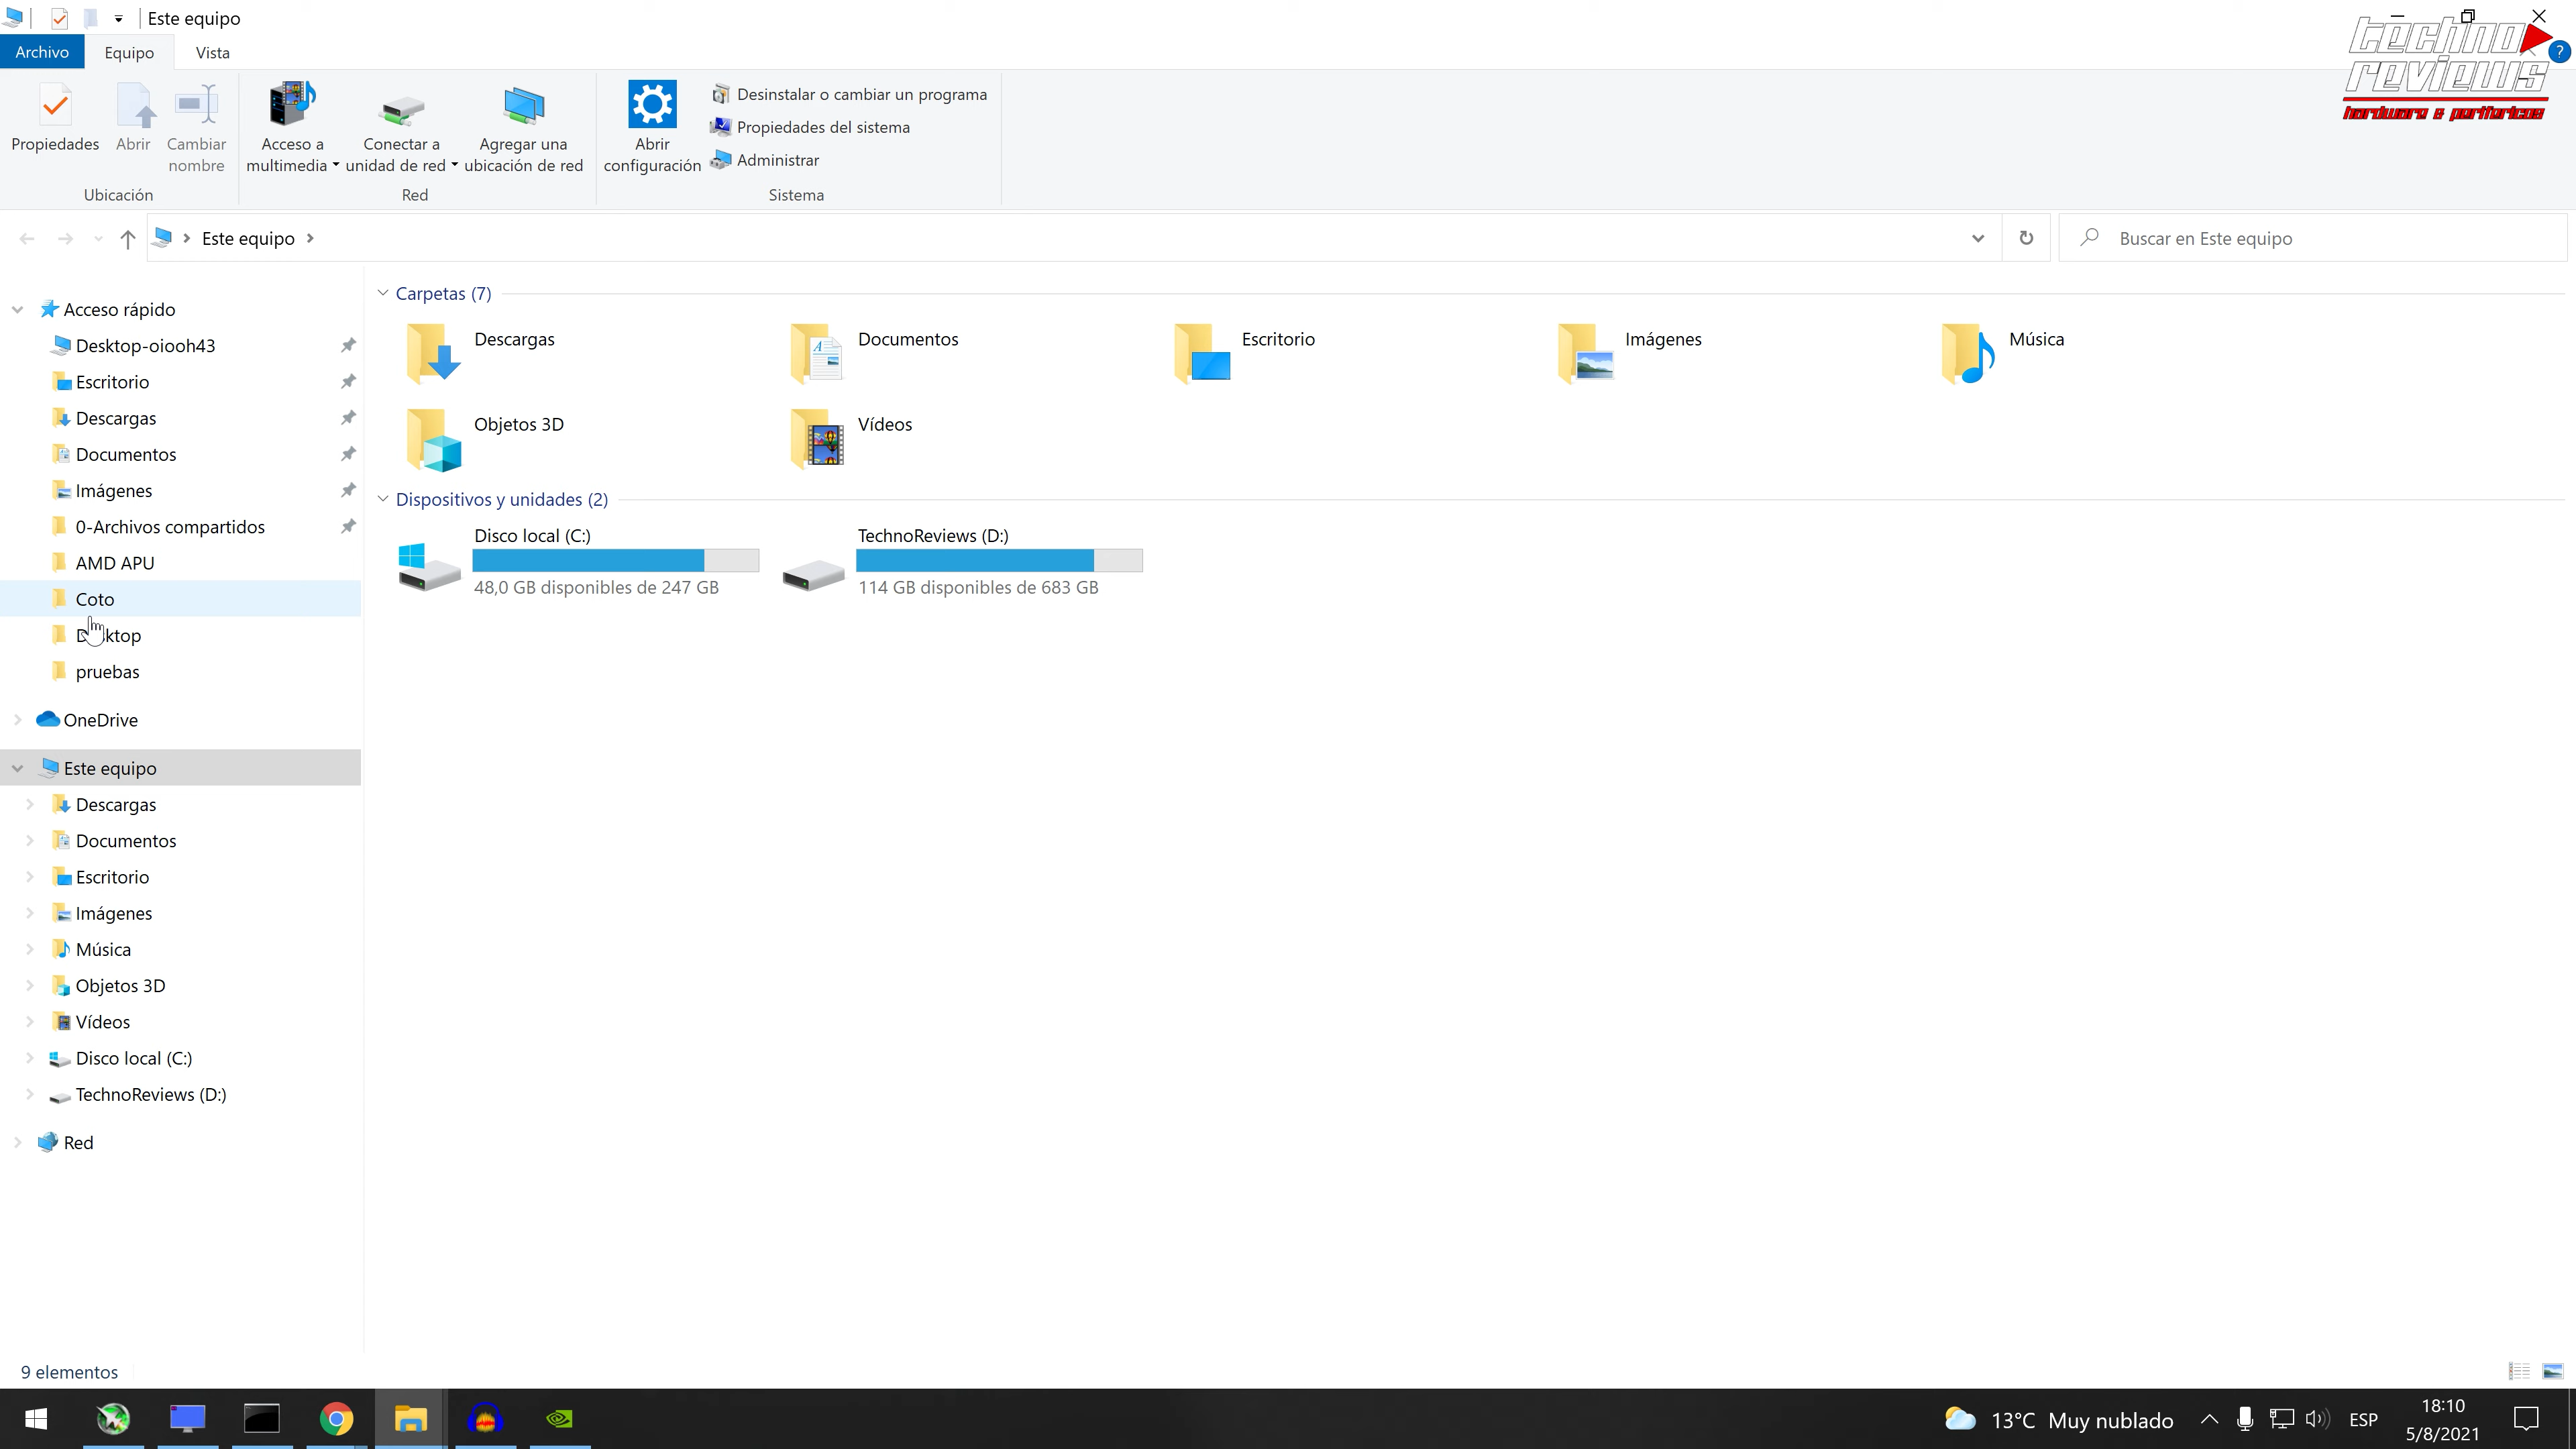 Este equipo
Archivo Equipo Vista
Propiedades
Abrir
Cambiar
nombre
Ubicación
Acceso a
multimedia
Conectar a
unidad de red
Agregar una
ubicación de red
Red
Abrir
configuración
Desinstalar o cambiar un programa
Propiedades del sistema
Administrar
Sistema
techno
reviews
hardware & perifericos
?
Este equipo
Buscar en Este equipo
Acceso rápido
Desktop-oiooh43
Escritorio
Descargas
Documentos
Imágenes
0-Archivos compartidos
AMD APU
Coto
pruebas
OneDrive
Este equipo
Descargas
Documentos
Escritorio
Imágenes
Música
Objetos 3D
Vídeos
Disco local (C:)
TechnoReviews (D:)
Red
Carpetas (7)
Descargas
Documentos
Escritorio
Imágenes
Música
Objetos 3D
Vídeos
Dispositivos y unidades (2)
Disco local (C:)
48,0 GB disponibles de 247 GB
TechnoReviews (D:)
114 GB disponibles de 683 GB
9 elementos
13°C Muy nublado
ESP
18:10
5/8/2021